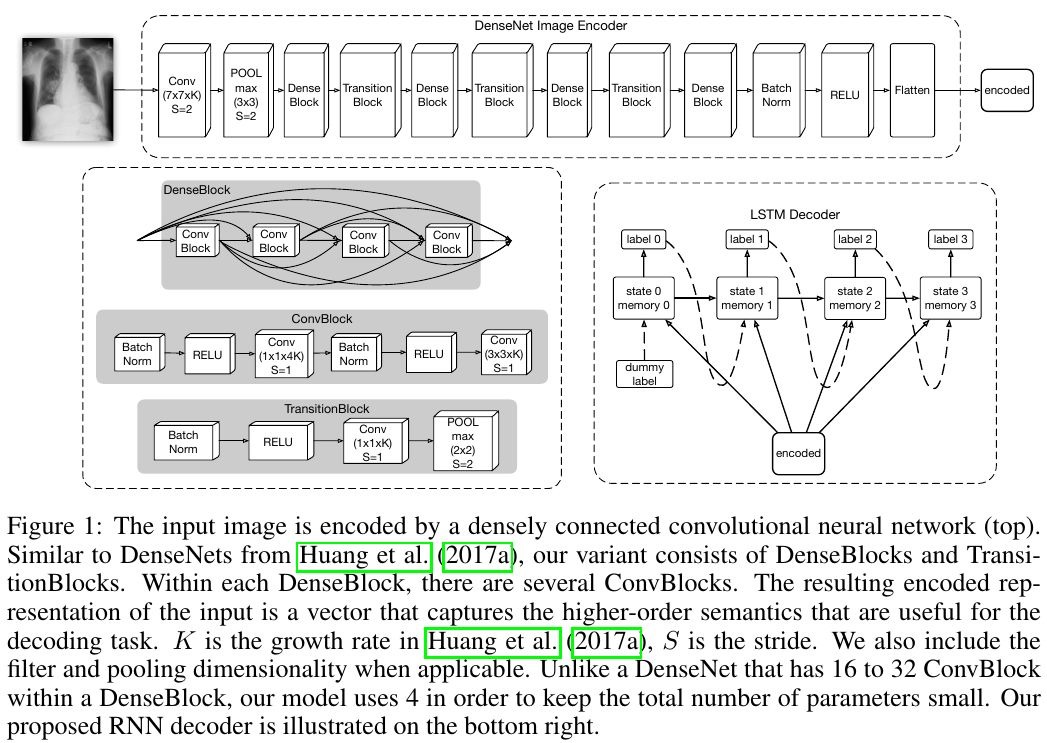 DenseNet Image Encoder
Conv
(7x7xK)
S=2
POOL
max
(3x3)
S=2
Dense
Block
Transition
Block
Dense
Block
Transition
Block
Dense
Block
Transition
Block
Dense
Block
Batch
Norm
RELU
Flatten
encoded
DenseBlock
Conv
Block
Conv
Block
Conv
Block
Conv
Block
ConvBlock
Batch
Norm
RELU
Conv
(1x1x4K)
S=1
Batch
Norm
RELU
Conv
(3x3xK)
S=1
TransitionBlock
Batch
Norm
RELU
Conv
(1x1xK)
S=1
POOL
max
(2x2)
S=2
LSTM Decoder
label 0
label 1
label 2
label 3
state 0
memory 0
state 1
memory 1
state 2
memory 2
state 3
memory 3
dummy
label
encoded
Figure 1: The input image is encoded by a densely connected convolutional neural network (top).
Similar to DenseNets from Huang et al. (2017a), our variant consists of DenseBlocks and Transi-
tionBlocks. Within each DenseBlock, there are several ConvBlocks. The resulting encoded rep-
resentation of the input is a vector that captures the higher-order semantics that are useful for the
decoding task. K is the growth rate in Huang et al. (2017a), S is the stride. We also include the
filter and pooling dimensionality when applicable. Unlike a DenseNet that has 16 to 32 ConvBlock
within a DenseBlock, our model uses 4 in order to keep the total number of parameters small. Our
proposed RNN decoder is illustrated on the bottom right.